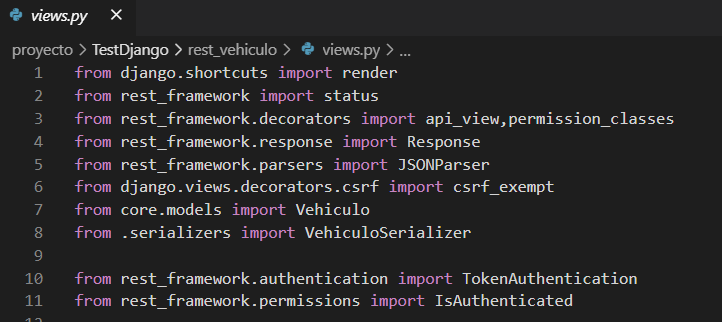 views.py ×
proyecto > TestDjango > rest_vehiculo > views.py > ...
1 from django.shortcuts import render
2 from rest_framework import status
3 from rest_framework.decorators import api_view,permission_classes
4 from rest_framework.response import Response
5 from rest_framework.parsers import JSONParser
6 from django.views.decorators.csrf import csrf_exempt
7 from core.models import Vehiculo
8 from .serializers import VehiculoSerializer
9
10 from rest_framework.authentication import TokenAuthentication
11 from rest_framework.permissions import IsAuthenticated
12